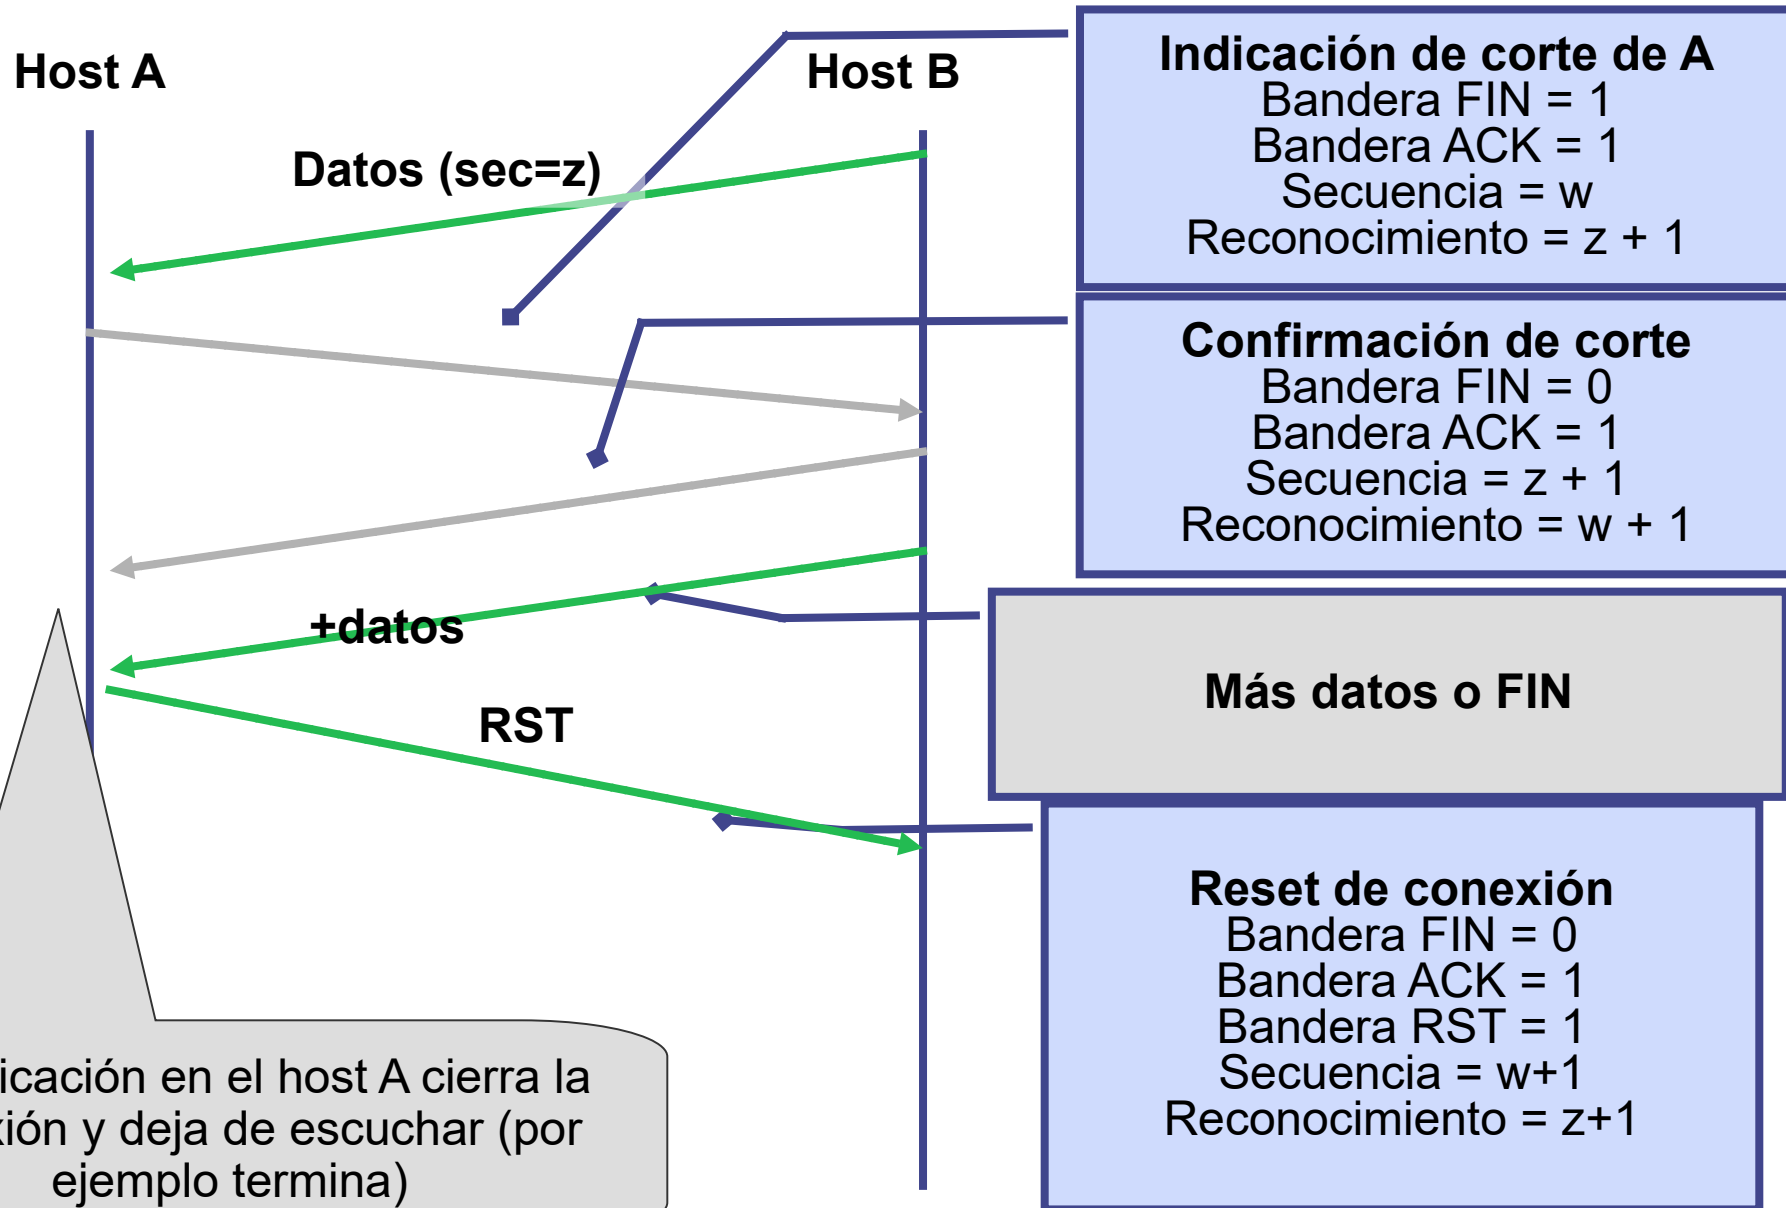 Host A
Host B
Datos (sec=z)
+datos
RST
Indicación de corte de A
Bandera FIN = 1
Bandera ACK = 1
Secuencia = w
Reconocimiento = z + 1
Confirmación de corte
Bandera FIN = 0
Bandera ACK = 1
Secuencia = z + 1
Reconocimiento = w + 1
Más datos o FIN
Reset de conexión
Bandera FIN = 0
Bandera ACK = 1
Bandera RST = 1
Secuencia = w+1
Reconocimiento = z+1
en el host A cierra la
y deja de escuchar (por
ejemplo termina)